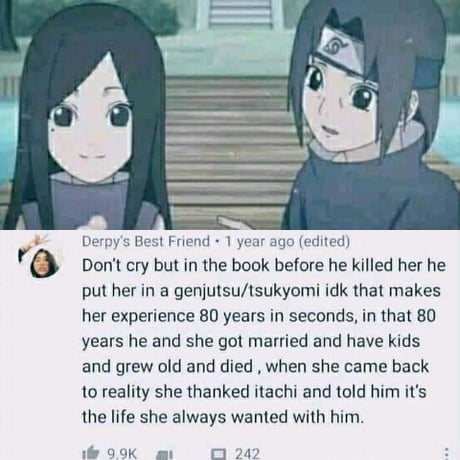 Derpy's Best Friend • 1 year ago (edited)
Don't cry but in the book before he killed her he
put her in a genjutsu/tsukyomi idk that makes
her experience 80 years in seconds, in that 80
years he and she got married and have kids
and grew old and died , when she came back
to reality she thanked itachi and told him it's
the life she always wanted with him.
9.9K 242